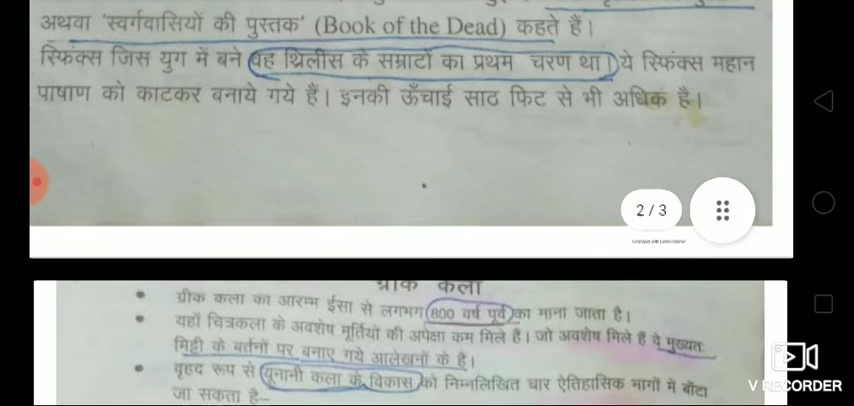 अथवा 'स्वर्गवासियों की पुस्तक' (Book of the Dead) कहते हैं।
स्फिंक्स जिस युग में बने वह थ्रिलीस के सम्राटों का प्रथम चरण था। ये स्फिंक्स महान
पाषाण को काटकर बनाये गये हैं। इनकी ऊँचाई साठ फिट से भी अधिक है।
2 / 3
ग्रीक कला
• ग्रीक कला का आरम्भ ईसा से लगभग 800 वर्ष पूर्व का माना जाता है।
• यहाँ चित्रकला के अवशेष मूर्तियों की अपेक्षा कम मिले हैं। जो अवशेष मिले हैं वे मुख्यतः
मिट्टी के बर्तनों पर बनाए गये आलेखनों के है।
• वृहद रूप से यूनानी कला के विकास को निम्नलिखित चार ऐतिहासिक भागों में बाँटा
जा सकता है–
V RECORDER